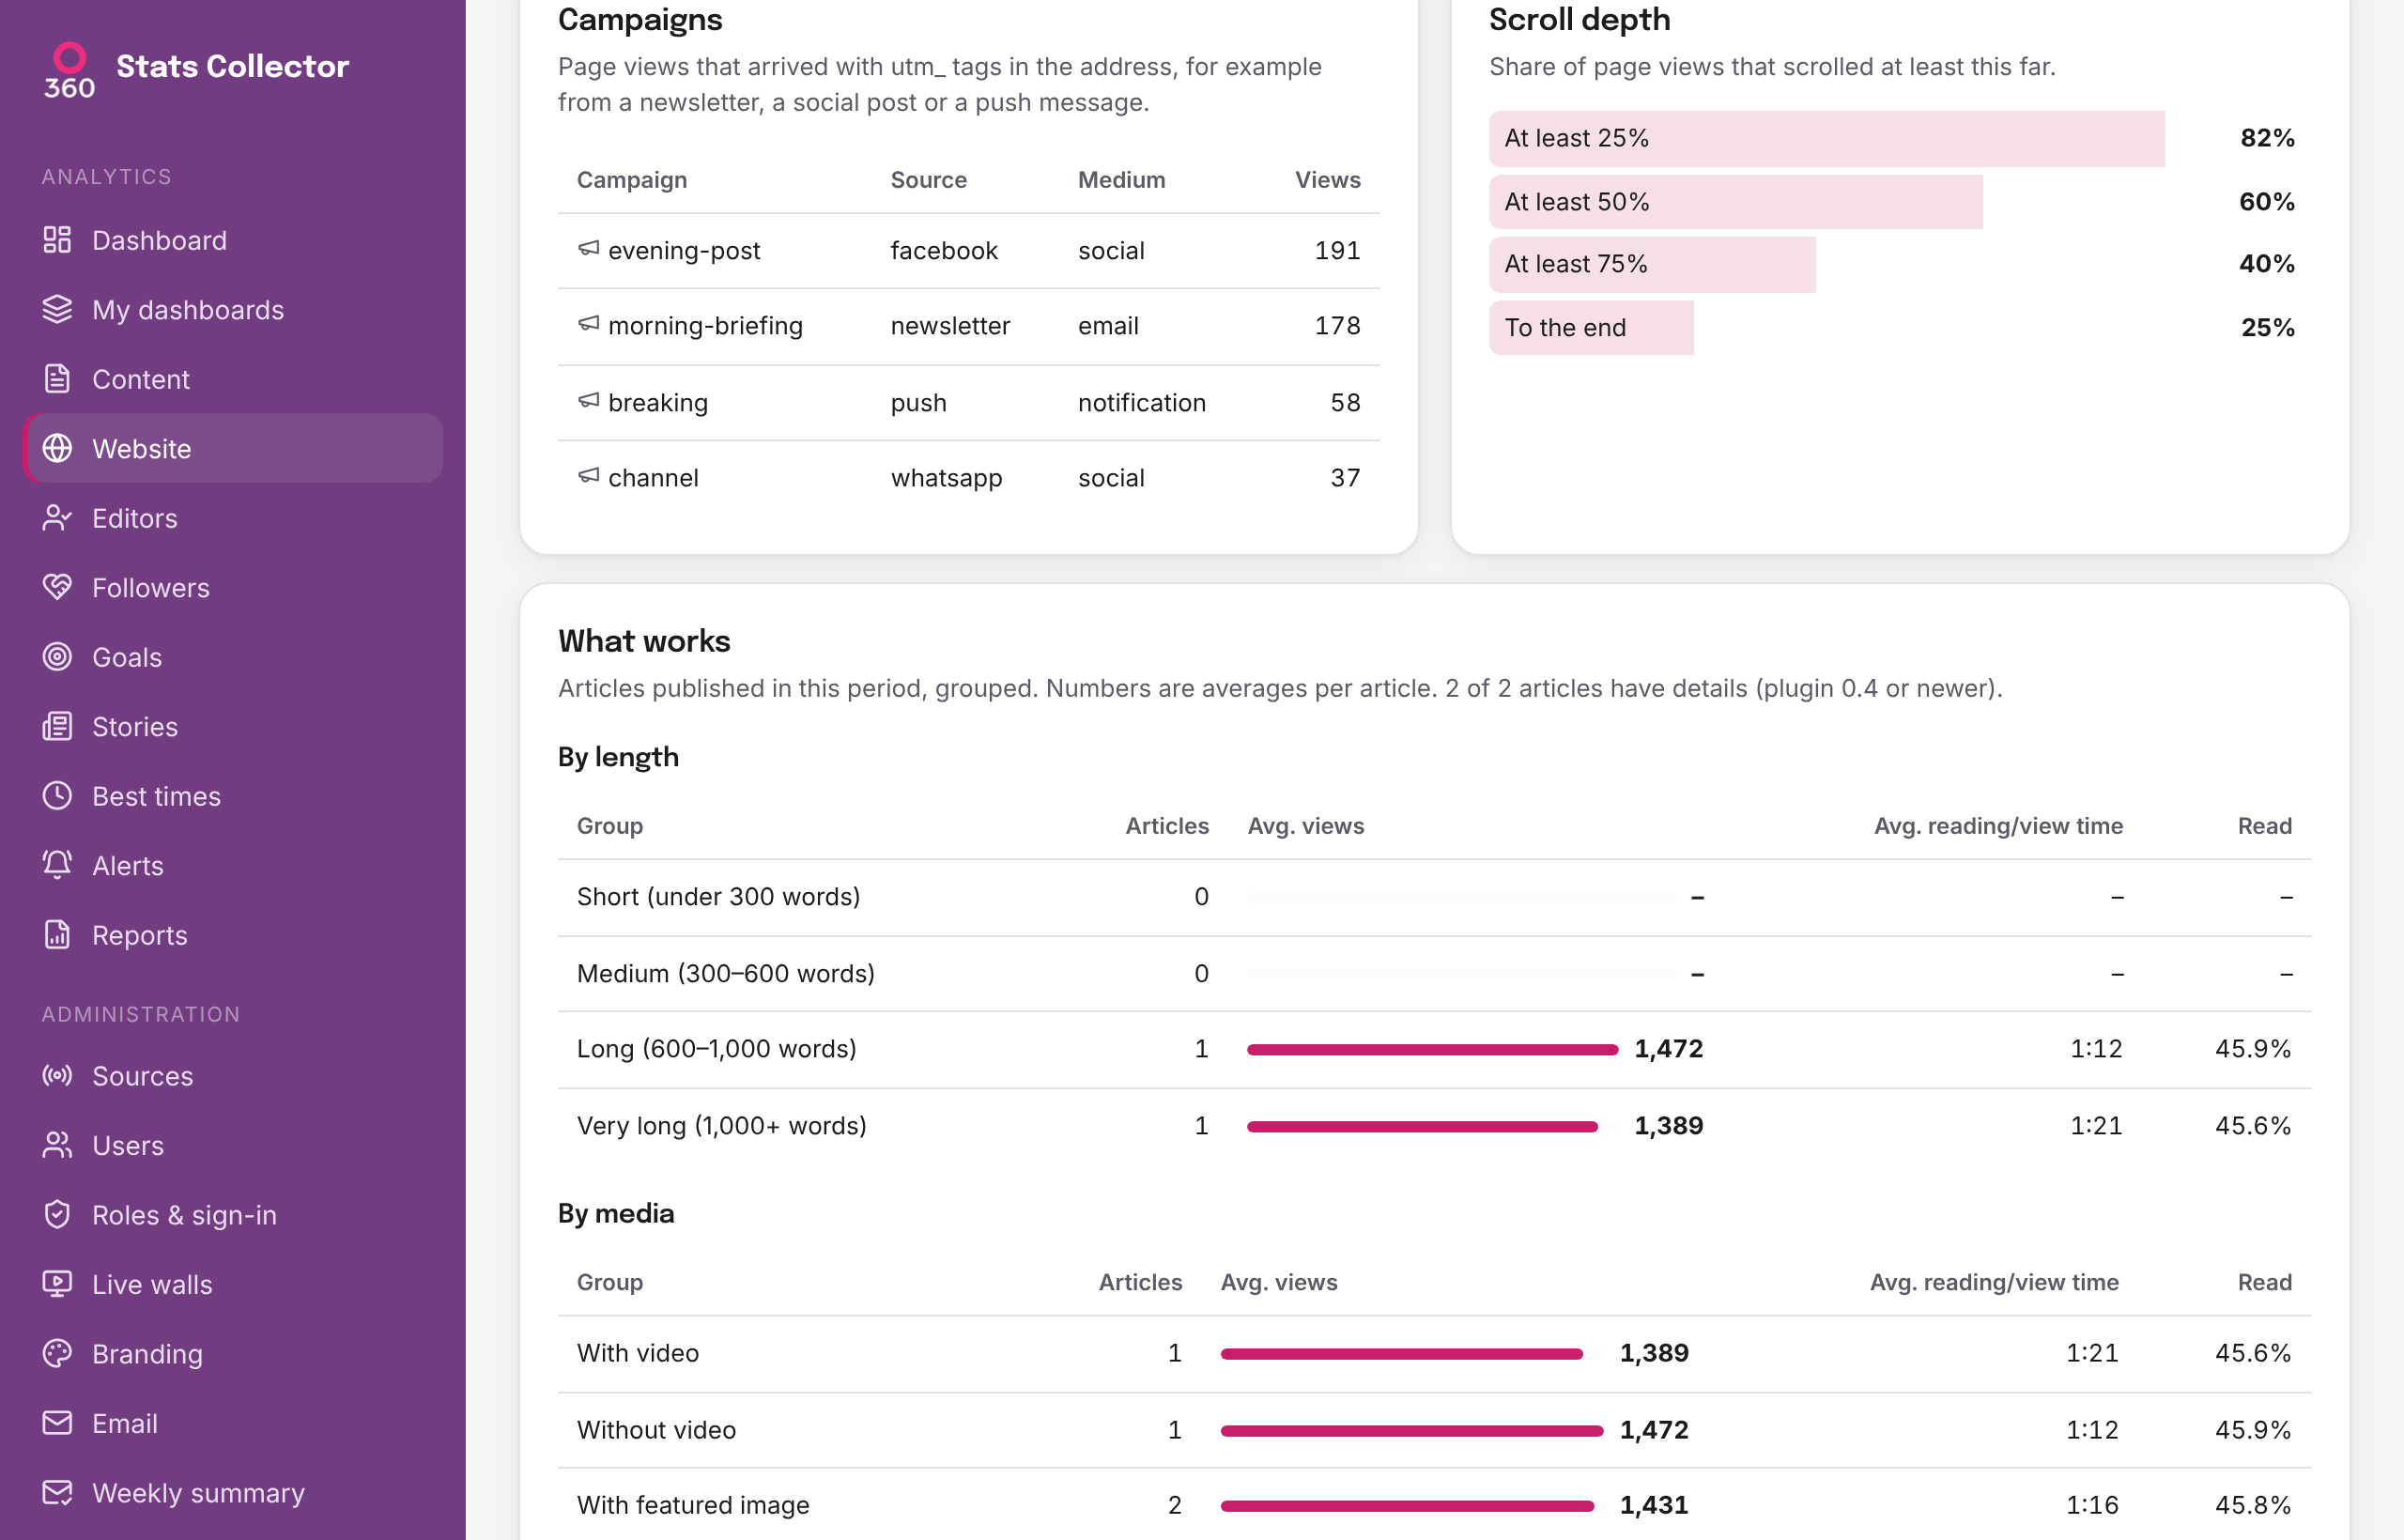 360
Stats Collector
ANALYTICS
Dashboard
My dashboards
Content
Website
Editors
Followers
Goals
Stories
Best times
Alerts
Reports
ADMINISTRATION
Sources
Users
Roles & sign-in
Live walls
Branding
Email
Weekly summary
Campaigns
Page views that arrived with utm_ tags in the address, for example
from a newsletter, a social post or a push message.
Campaign Source Medium Views
evening-post facebook social 191
morning-briefing newsletter email 178
breaking push notification 58
channel whatsapp social 37
Scroll depth
Share of page views that scrolled at least this far.
At least 25% 82%
At least 50% 60%
At least 75% 40%
To the end 25%
What works
Articles published in this period, grouped. Numbers are averages per article. 2 of 2 articles have details (plugin 0.4 or newer).
By length
Group Articles Avg. views Avg. reading/view time Read
Short (under 300 words) 0 – – –
Medium (300–600 words) 0 – – –
Long (600–1,000 words) 1 1,472 1:12 45.9%
Very long (1,000+ words) 1 1,389 1:21 45.6%
By media
Group Articles Avg. views Avg. reading/view time Read
With video 1 1,389 1:21 45.6%
Without video 1 1,472 1:12 45.9%
With featured image 2 1,431 1:16 45.8%